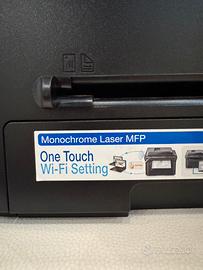 Monochrome Laser MFP
One Touch
Wi-Fi Setting